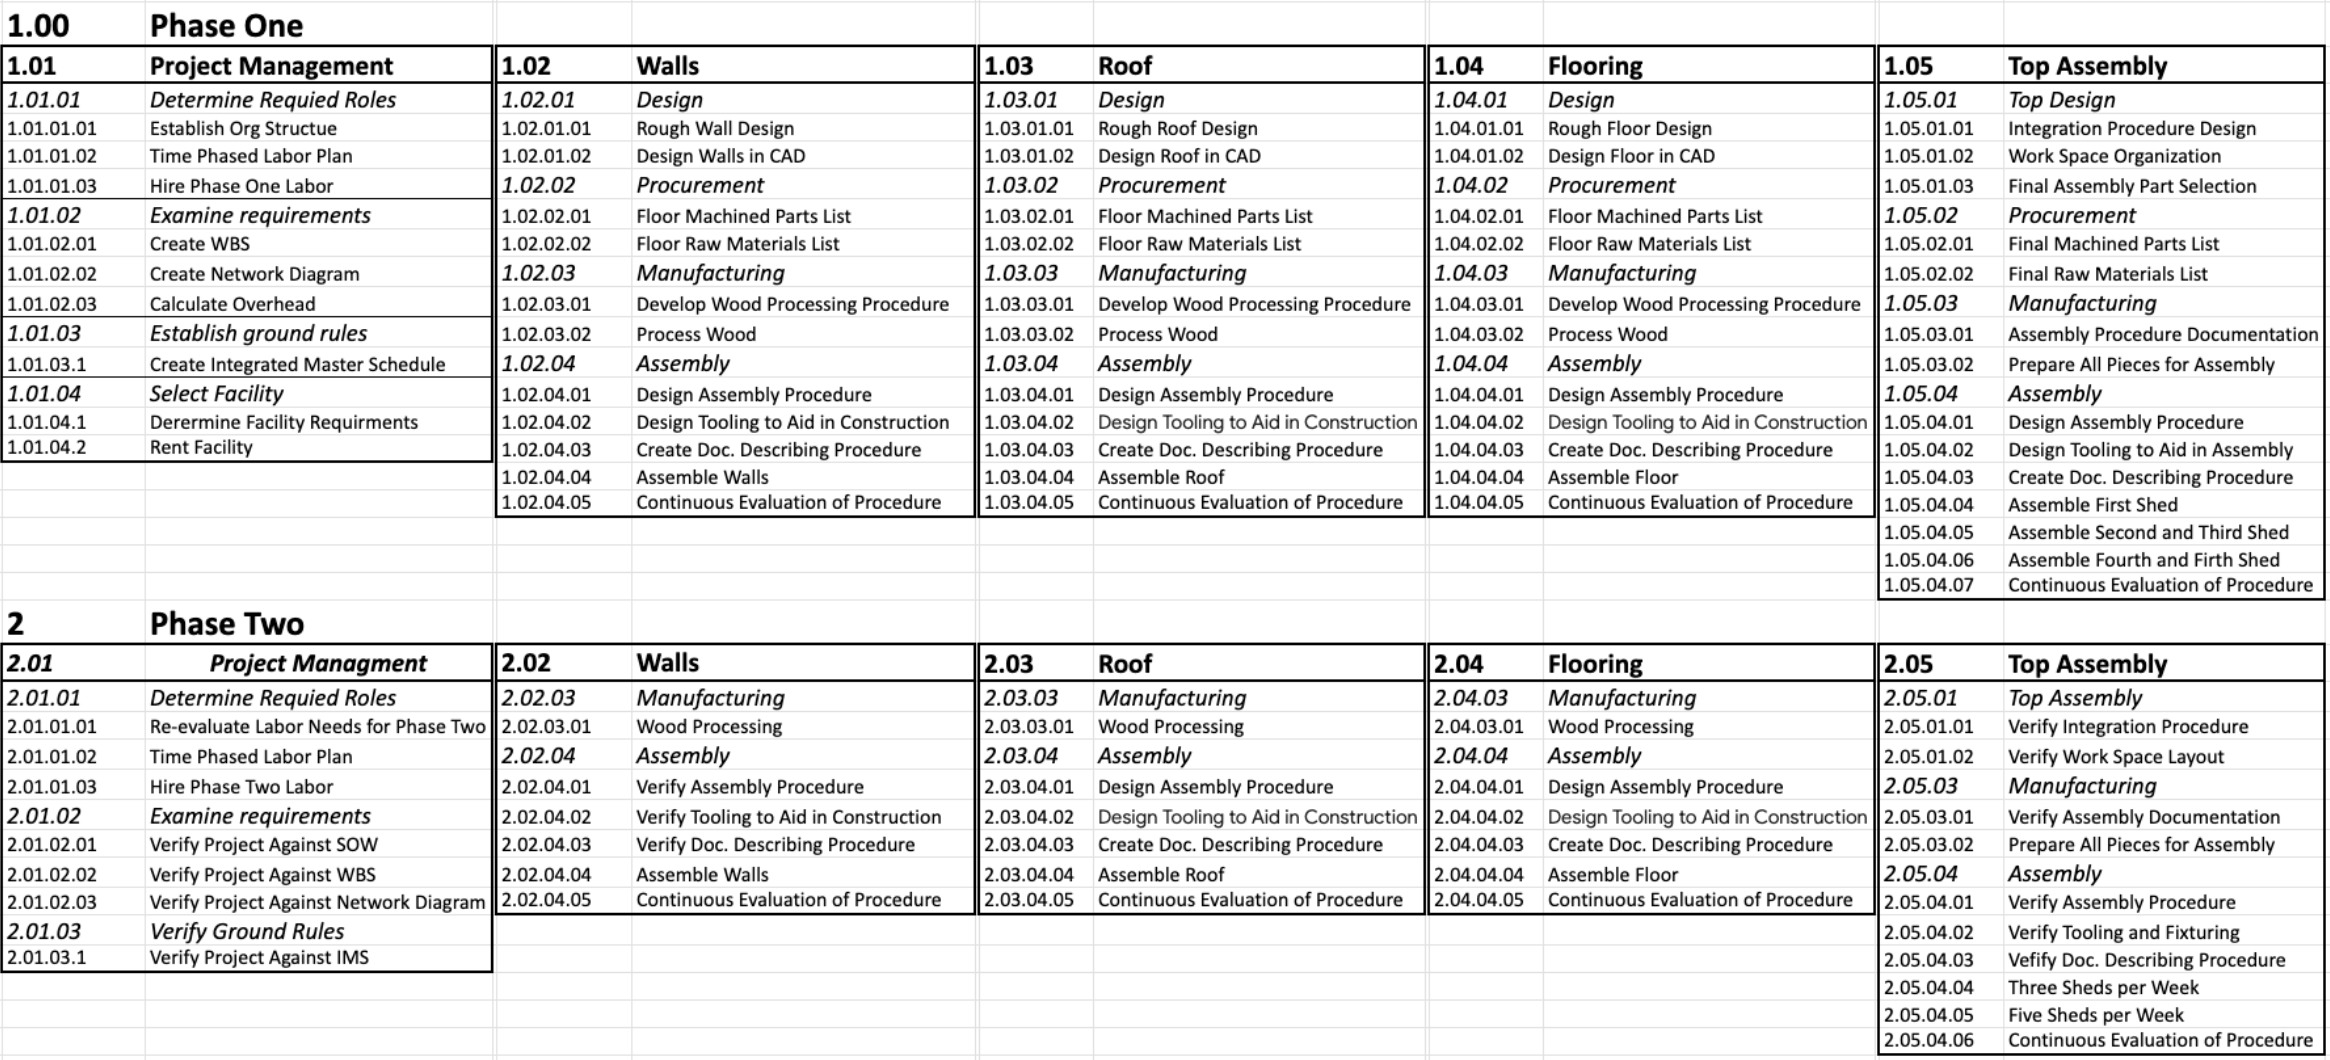 1.00 Phase One
1.01 Project Management
1.01.01 Determine Requied Roles
1.01.01.01 Establish Org Structue
1.01.01.02 Time Phased Labor Plan
1.01.01.03 Hire Phase One Labor
1.01.02 Examine requirements
1.01.02.01 Create WBS
1.01.02.02 Create Network Diagram
1.01.02.03 Calculate Overhead
1.01.03 Establish ground rules
1.01.03.1 Create Integrated Master Schedule
1.01.04 Select Facility
1.01.04.1 Derermine Facility Requirments
1.01.04.2 Rent Facility
1.02 Walls
1.02.01 Design
1.02.01.01 Rough Wall Design
1.02.01.02 Design Walls in CAD
1.02.02 Procurement
1.02.02.01 Floor Machined Parts List
1.02.02.02 Floor Raw Materials List
1.02.03 Manufacturing
1.02.03.01 Develop Wood Processing Procedure
1.02.03.02 Process Wood
1.02.04 Assembly
1.02.04.01 Design Assembly Procedure
1.02.04.02 Design Tooling to Aid in Construction
1.02.04.03 Create Doc. Describing Procedure
1.02.04.04 Assemble Walls
1.02.04.05 Continuous Evaluation of Procedure
1.03 Roof
1.03.01 Design
1.03.01.01 Rough Roof Design
1.03.01.02 Design Roof in CAD
1.03.02 Procurement
1.03.02.01 Floor Machined Parts List
1.03.02.02 Floor Raw Materials List
1.03.03 Manufacturing
1.03.03.01 Develop Wood Processing Procedure
1.03.03.02 Process Wood
1.03.04 Assembly
1.03.04.01 Design Assembly Procedure
1.03.04.02 Design Tooling to Aid in Construction
1.03.04.03 Create Doc. Describing Procedure
1.03.04.04 Assemble Roof
1.03.04.05 Continuous Evaluation of Procedure
1.04 Flooring
1.04.01 Design
1.04.01.01 Rough Floor Design
1.04.01.02 Design Floor in CAD
1.04.02 Procurement
1.04.02.01 Floor Machined Parts List
1.04.02.02 Floor Raw Materials List
1.04.03 Manufacturing
1.04.03.01 Develop Wood Processing Procedure
1.04.03.02 Process Wood
1.04.04 Assembly
1.04.04.01 Design Assembly Procedure
1.04.04.02 Design Tooling to Aid in Construction
1.04.04.03 Create Doc. Describing Procedure
1.04.04.04 Assemble Floor
1.04.04.05 Continuous Evaluation of Procedure
1.05 Top Assembly
1.05.01 Top Design
1.05.01.01 Integration Procedure Design
1.05.01.02 Work Space Organization
1.05.01.03 Final Assembly Part Selection
1.05.02 Procurement
1.05.02.01 Final Machined Parts List
1.05.02.02 Final Raw Materials List
1.05.03 Manufacturing
1.05.03.01 Assembly Procedure Documentation
1.05.03.02 Prepare All Pieces for Assembly
1.05.04 Assembly
1.05.04.01 Design Assembly Procedure
1.05.04.02 Design Tooling to Aid in Assembly
1.05.04.03 Create Doc. Describing Procedure
1.05.04.04 Assemble First Shed
1.05.04.05 Assemble Second and Third Shed
1.05.04.06 Assemble Fourth and Firth Shed
1.05.04.07 Continuous Evaluation of Procedure
2 Phase Two
2.01 Project Managment
2.01.01 Determine Requied Roles
2.01.01.01 Re-evaluate Labor Needs for Phase Two
2.01.01.02 Time Phased Labor Plan
2.01.01.03 Hire Phase Two Labor
2.01.02 Examine requirements
2.01.02.01 Verify Project Against SOW
2.01.02.02 Verify Project Against WBS
2.01.02.03 Verify Project Against Network Diagram
2.01.03 Verify Ground Rules
2.01.03.1 Verify Project Against IMS
2.02 Walls
2.02.03 Manufacturing
2.02.03.01 Wood Processing
2.02.04 Assembly
2.02.04.01 Verify Assembly Procedure
2.02.04.02 Verify Tooling to Aid in Construction
2.02.04.03 Verify Doc. Describing Procedure
2.02.04.04 Assemble Walls
2.02.04.05 Continuous Evaluation of Procedure
2.03 Roof
2.03.03 Manufacturing
2.03.03.01 Wood Processing
2.03.04 Assembly
2.03.04.01 Design Assembly Procedure
2.03.04.02 Design Tooling to Aid in Construction
2.03.04.03 Create Doc. Describing Procedure
2.03.04.04 Assemble Roof
2.03.04.05 Continuous Evaluation of Procedure
2.04 Flooring
2.04.03 Manufacturing
2.04.03.01 Wood Processing
2.04.04 Assembly
2.04.04.01 Design Assembly Procedure
2.04.04.02 Design Tooling to Aid in Construction
2.04.04.03 Create Doc. Describing Procedure
2.04.04.04 Assemble Floor
2.04.04.05 Continuous Evaluation of Procedure
2.05 Top Assembly
2.05.01 Top Assembly
2.05.01.01 Verify Integration Procedure
2.05.01.02 Verify Work Space Layout
2.05.03 Manufacturing
2.05.03.01 Verify Assembly Documentation
2.05.03.02 Prepare All Pieces for Assembly
2.05.04 Assembly
2.05.04.01 Verify Assembly Procedure
2.05.04.02 Verify Tooling and Fixturing
2.05.04.03 Vefify Doc. Describing Procedure
2.05.04.04 Three Sheds per Week
2.05.04.05 Five Sheds per Week
2.05.04.06 Continuous Evaluation of Procedure